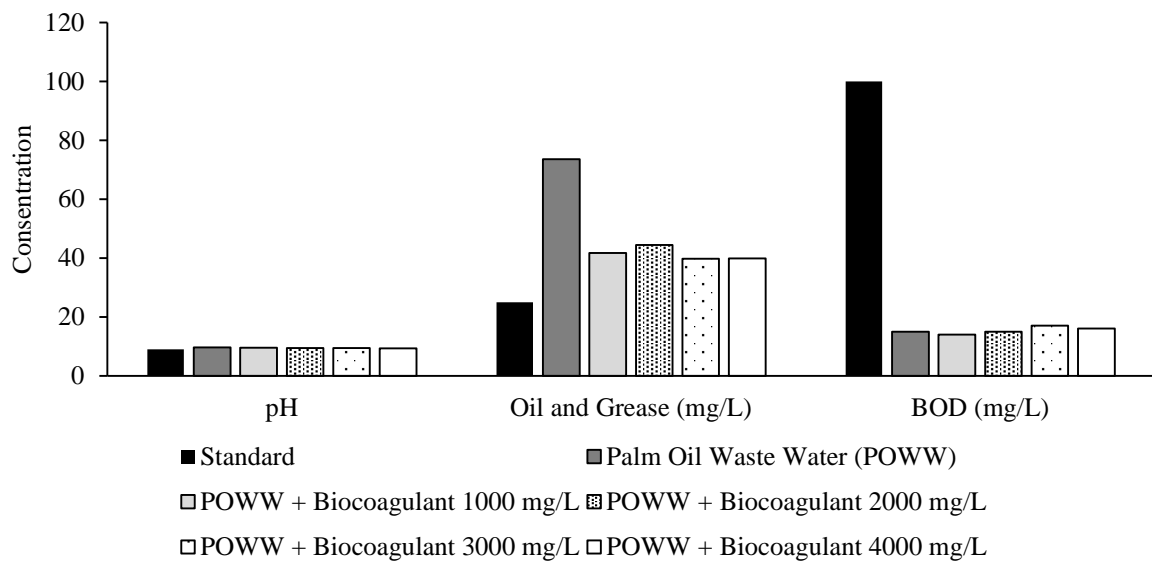 120
100
80
60
40
20
0
Consentration
pH Oil and Grease (mg/L) BOD (mg/L)
Standard Palm Oil Waste Water (POWW)
POWW + Biocoagulant 1000 mg/L POWW + Biocoagulant 2000 mg/L
POWW + Biocoagulant 3000 mg/L POWW + Biocoagulant 4000 mg/L